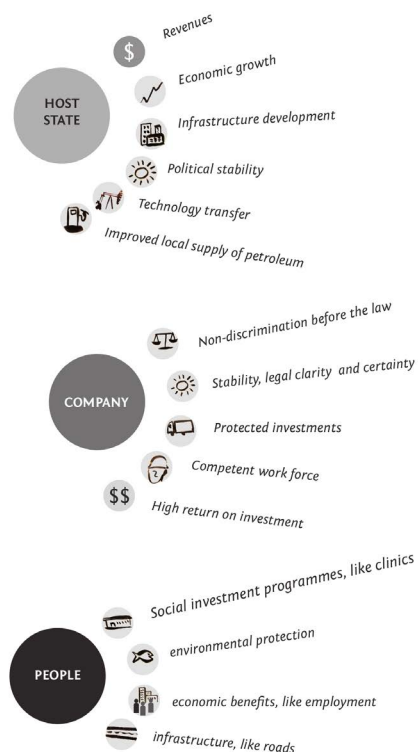 Revenues
$
Economic growth
HOST
STATE
Infrastructure development
Political stability
Technology transfer
Improved local supply of petroleum
Non-discrimination before the law
Stability, legal clarity and certainty
COMPANY
Protected investments
Competent work force
$$
High return on investment
Social investment programmes, like clinics
environmental protection
PEOPLE
economic benefits, like employment
infrastructure, like roads